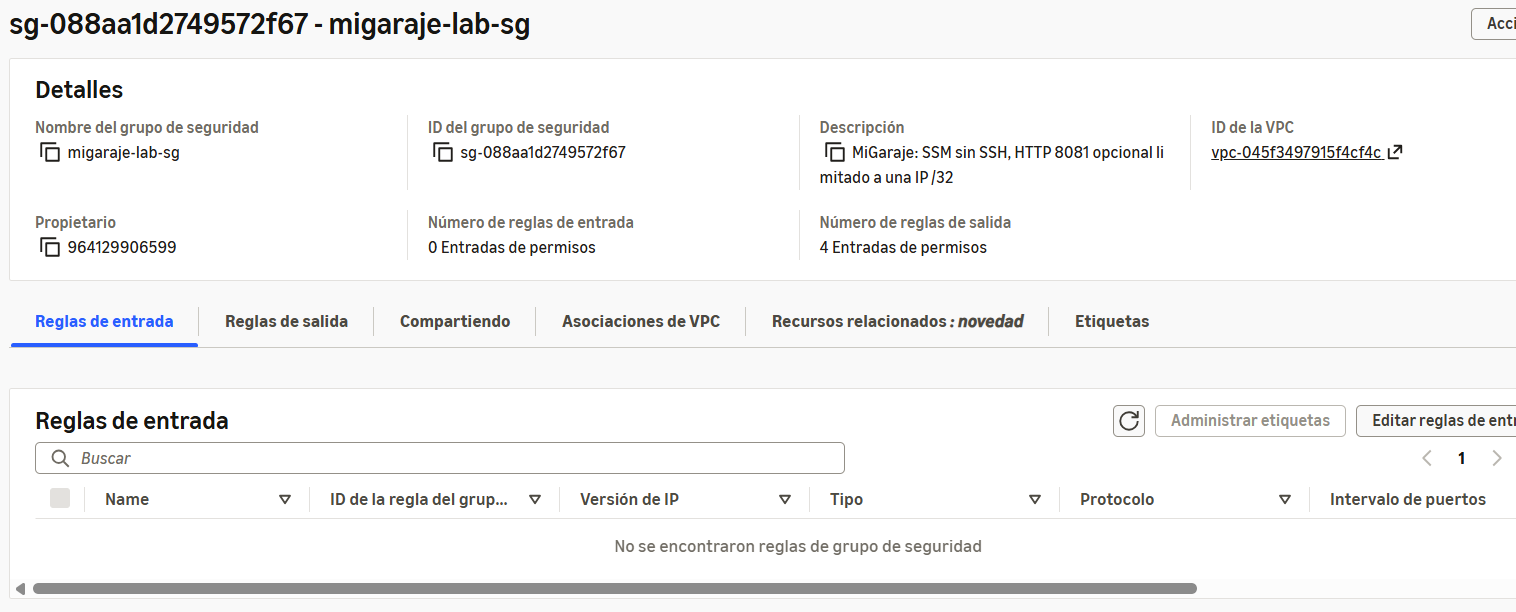 sg-088aa1d2749572f67 - migaraje-lab-sg
Acci
Detalles
Nombre del grupo de seguridad
migaraje-lab-sg
ID del grupo de seguridad
sg-088aa1d2749572f67
Descripción
MiGaraje: SSM sin SSH, HTTP 8081 opcional li
mitado a una IP /32
ID de la VPC
vpc-045f3497915f4cf4c
Propietario
964129906599
Número de reglas de entrada
0 Entradas de permisos
Número de reglas de salida
4 Entradas de permisos
Reglas de entrada
Reglas de salida
Compartiendo
Asociaciones de VPC
Recursos relacionados : novedad
Etiquetas
Reglas de entrada
Administrar etiquetas
Editar reglas de entr
Buscar
1
Name
ID de la regla del grup...
Versión de IP
Tipo
Protocolo
Intervalo de puertos
No se encontraron reglas de grupo de seguridad